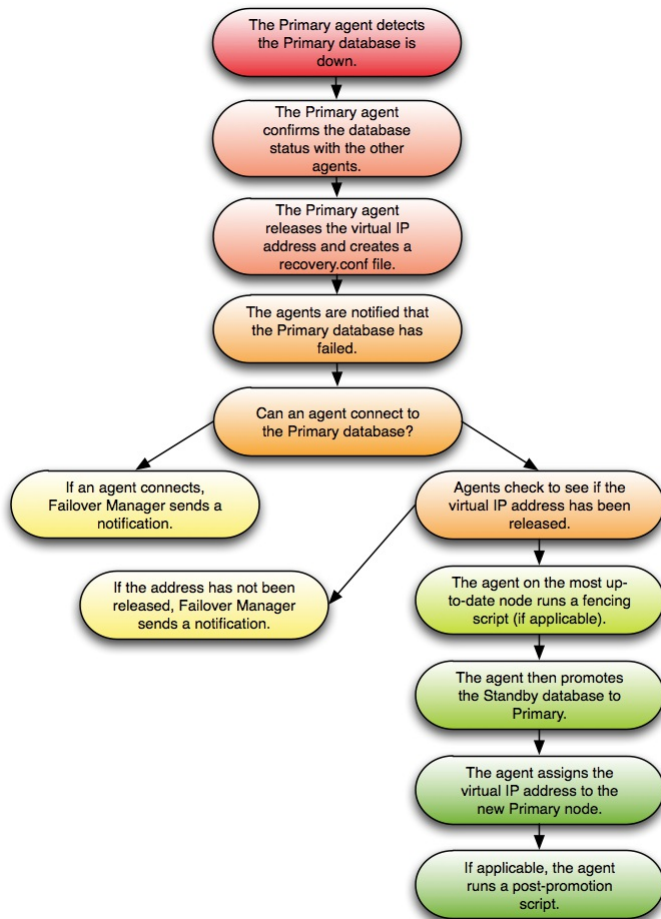 The Primary agent detects
the Primary database is
down.
The Primary agent
confirms the database
status with the other
agents.
The Primary agent
releases the virtual IP
address and creates a
recovery.conf file.
The agents are notified that
the Primary database has
failed.
Can an agent connect to
the Primary database?
If an agent connects,
Failover Manager sends a
notification.
Agents check to see if the
virtual IP address has been
released.
If the address has not been
released, Failover Manager
sends a notification.
The agent on the most up-
to-date node runs a fencing
script (if applicable).
The agent then promotes
the Standby database to
Primary.
The agent assigns the
virtual IP address to the
new Primary node.
If applicable, the agent
runs a post-promotion
script.